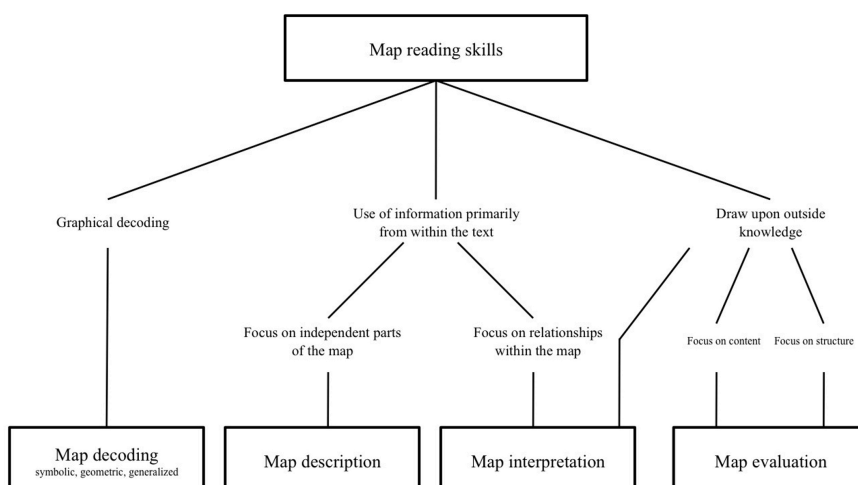 Map reading skills
Graphical decoding
Use of information primarily
from within the text
Draw upon outside
knowledge
Focus on independent parts
of the map
Focus on relationships
within the map
Focus on content
Focus on structure
Map decoding
symbolic, geometric, generalized
Map description
Map interpretation
Map evaluation